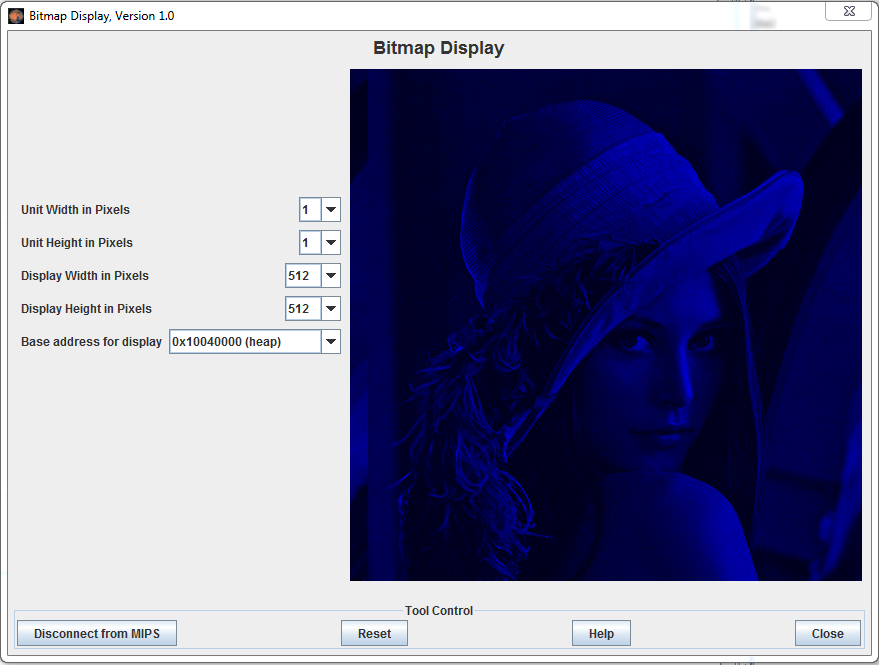 Bitmap Display, Version 1.0
Bitmap Display
Unit Width in Pixels 1
Unit Height in Pixels 1
Display Width in Pixels 512
Display Height in Pixels 512
Base address for display 0x10040000 (heap)
Tool Control
Disconnect from MIPS Reset Help Close